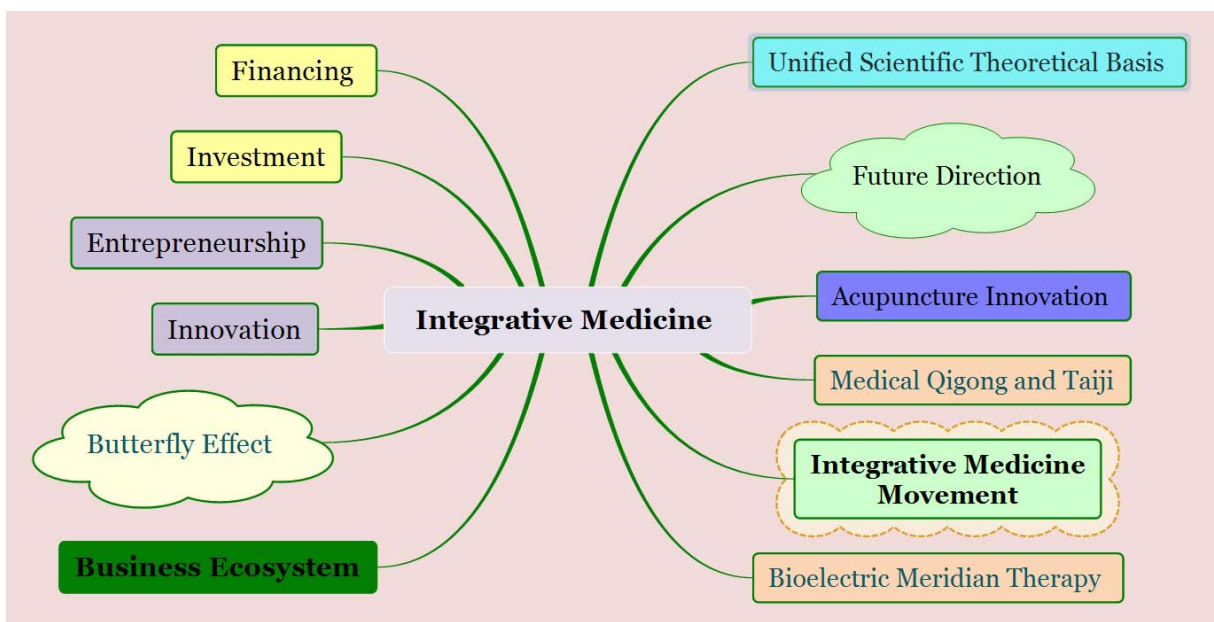 Financing
Investment
Entrepreneurship
Innovation
Butterfly Effect
Business Ecosystem
Integrative Medicine
Unified Scientific Theoretical Basis
Future Direction
Acupuncture Innovation
Medical Qigong and Taiji
Integrative Medicine
Movement
Bioelectric Meridian Therapy